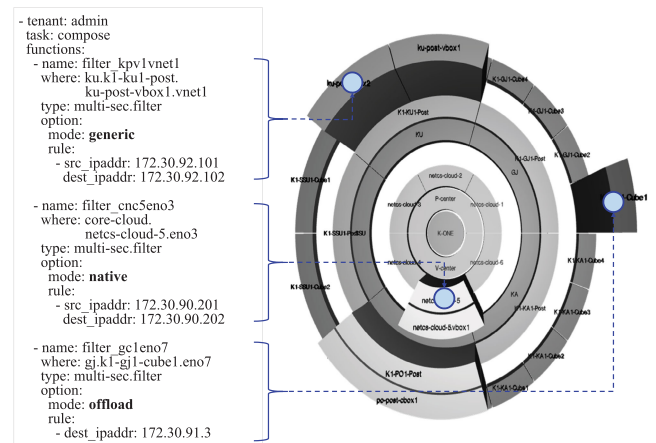 - tenant: admin
task: compose
functions:
- name: filter_kpv1vnet1
where: ku.k1-ku1-post.
ku-post-vbox1.vnet1
type: multi-sec.filter
option:
mode: generic
rule:
- src_ipaddr: 172.30.92.101
dest_ipaddr: 172.30.92.102
- name: filter_cnc5eno3
where: core-cloud.
netcs-cloud-5.eno3
type: multi-sec.filter
option:
mode: native
rule:
- src_ipaddr: 172.30.90.201
dest_ipaddr: 172.30.90.202
- name: filter_gc1eno7
where: gj.k1-gj1-cube1.eno7
type: multi-sec.filter
option:
mode: offload
rule:
- dest_ipaddr: 172.30.91.3
ku-post-vbox1
K1-GJ1-Cube4
K1-GJ1-Cube3
K1-GJ1-Cube2
K1-KU1-Post
KU
K1-GJ1-Post
GJ
K1-SSU1-Cube1
netcs-cloud-2
netcs-cloud-3
P-center
netcs-cloud-1
-Cube1
K1-SSU1-Post
SSU
K-ONE
K1-KA1-Cube4
netcs-cloud-4
V-center
netcs-cloud-6
K1-SSU1-Cube2
KA
K1-KA1-Post
K1-KA1-Cube3
netcs-cloud-5.vbox1
K1-KA1-Cube2
K1-PO1-Post
K1-KA1-Cube1
po-post-cbox1